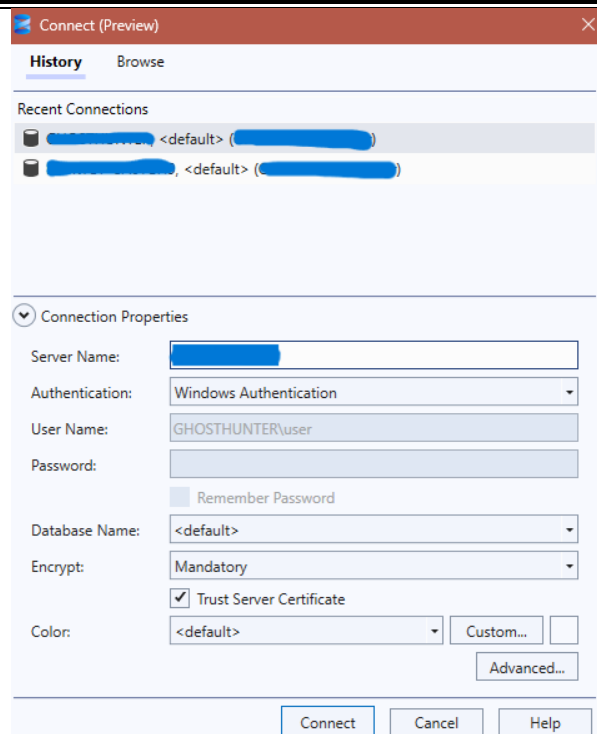 Connect (Preview)
History Browse
Recent Connections
<default> ( )
, <default> ( )
Connection Properties
Server Name:
Authentication: Windows Authentication
User Name: GHOSTHUNTER\user
Password:
Remember Password
Database Name: <default>
Encrypt: Mandatory
Trust Server Certificate
Color: <default> Custom...
Advanced...
Connect Cancel Help